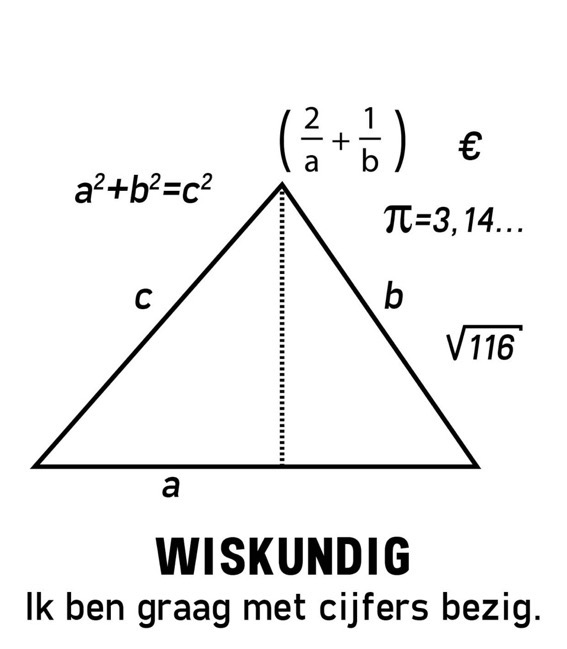 (2/a + 1/b)
€
a²+b²=c²
π=3,14...
c
b
√116
a
WISKUNDIG
Ik ben graag met cijfers bezig.